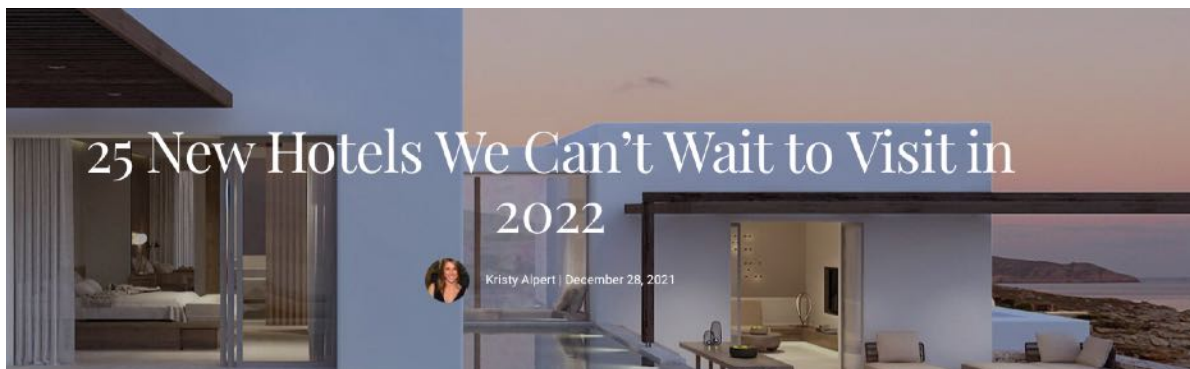 25 New Hotels We Can't Wait to Visit in
2022
Kristy Alpert | December 28, 2021